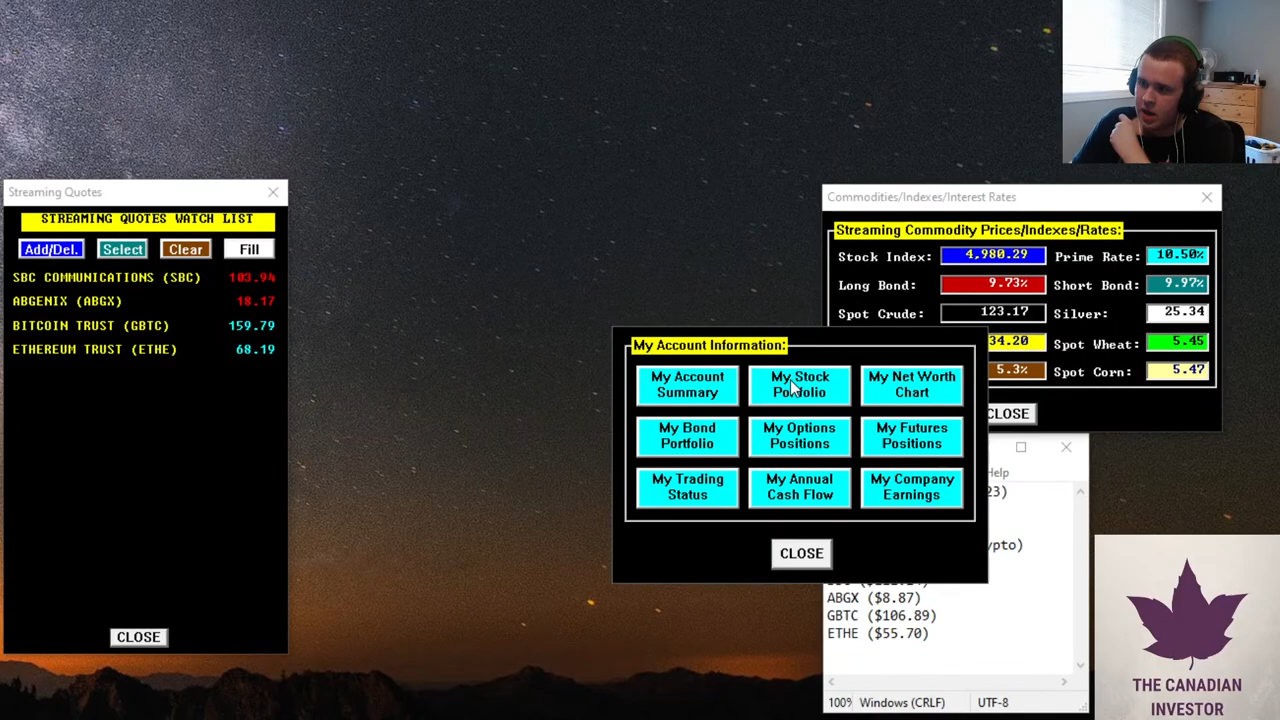 Streaming Quotes
STREAMING QUOTES WATCH LIST
Add/Del. Select Clear Fill
SBC COMMUNICATIONS (SBC) 103.94
ABGENIX (ABGX) 18.17
BITCOIN TRUST (GBTC) 159.79
ETHEREUM TRUST (ETHE) 68.19
CLOSE
Commodities/Indexes/Interest Rates
Streaming Commodity Prices/Indexes/Rates:
Stock Index: 4,980.29 Prime Rate: 10.50%
Long Bond: 9.73% Short Bond: 9.97%
Spot Crude: 123.17 Silver: 25.34
34.20 Spot Wheat: 5.45
5.3% Spot Corn: 5.47
CLOSE
My Account Information:
My Account Summary
My Stock Portfolio
My Net Worth Chart
My Bond Portfolio
My Options Positions
My Futures Positions
My Trading Status
My Annual Cash Flow
My Company Earnings
CLOSE
Help
23)
ypto)
ABGX ($8.87)
GBTC ($106.89)
ETHE ($55.70)
100% Windows (CRLF) UTF-8
THE CANADIAN
INVESTOR